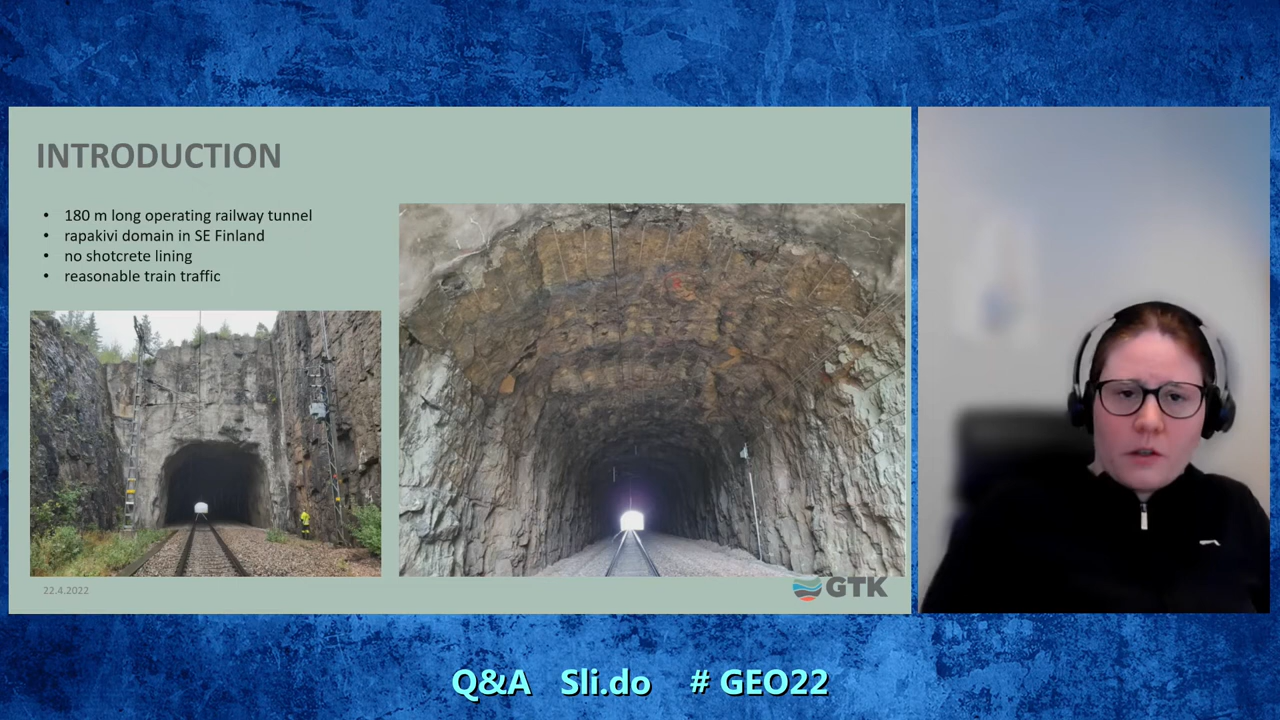 INTRODUCTION
• 180 m long operating railway tunnel
• rapakivi domain in SE Finland
• no shotcrete lining
• reasonable train traffic
22.4.2022
GTK
Q&A Sli.do # GEO22